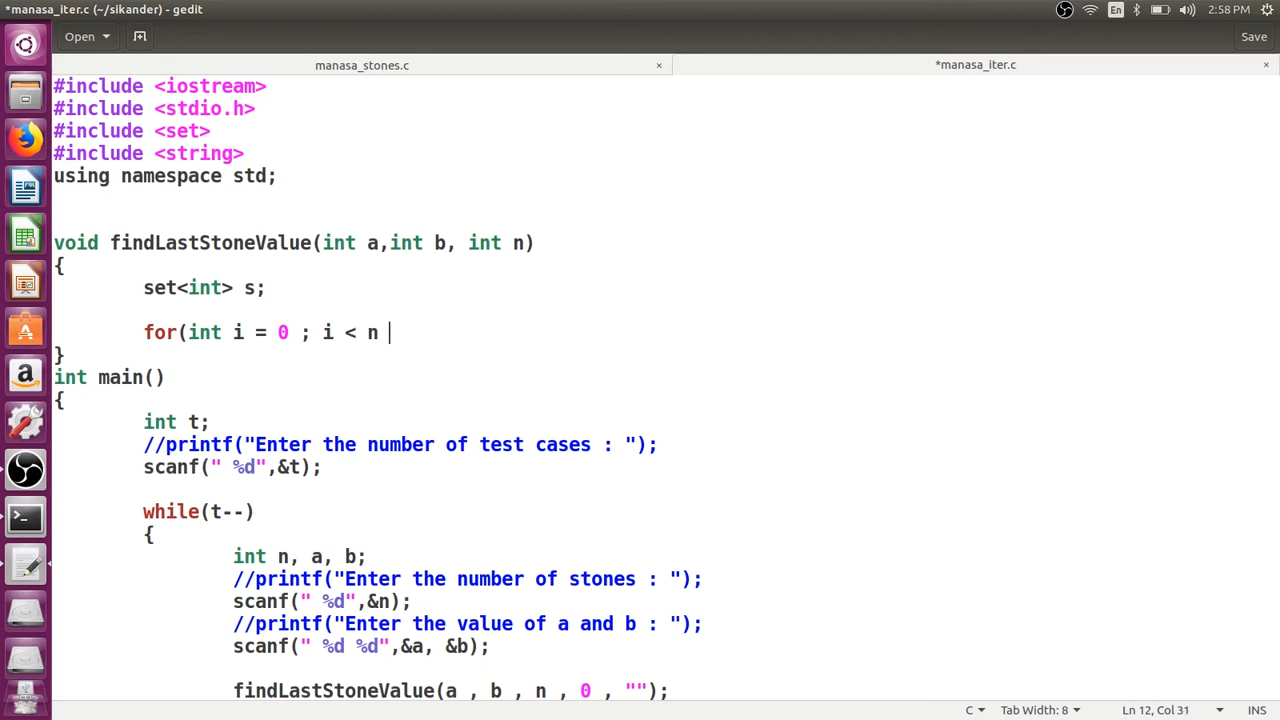 *manasa_iter.c (~/sikander) - gedit
En
2:58 PM
Open
Save
manasa_stones.c ×
*manasa_iter.c ×
#include <iostream>
#include <stdio.h>
#include <set>
#include <string>
using namespace std;
void findLastStoneValue(int a,int b, int n)
{
set<int> s;
for(int i = 0 ; i < n
}
int main()
{
int t;
//printf("Enter the number of test cases : ");
scanf(" %d",&t);
while(t--)
{
int n, a, b;
//printf("Enter the number of stones : ");
scanf(" %d",&n);
//printf("Enter the value of a and b : ");
scanf(" %d %d",&a, &b);
findLastStoneValue(a , b , n , 0 , "");
C
Tab Width: 8
Ln 12, Col 31
INS